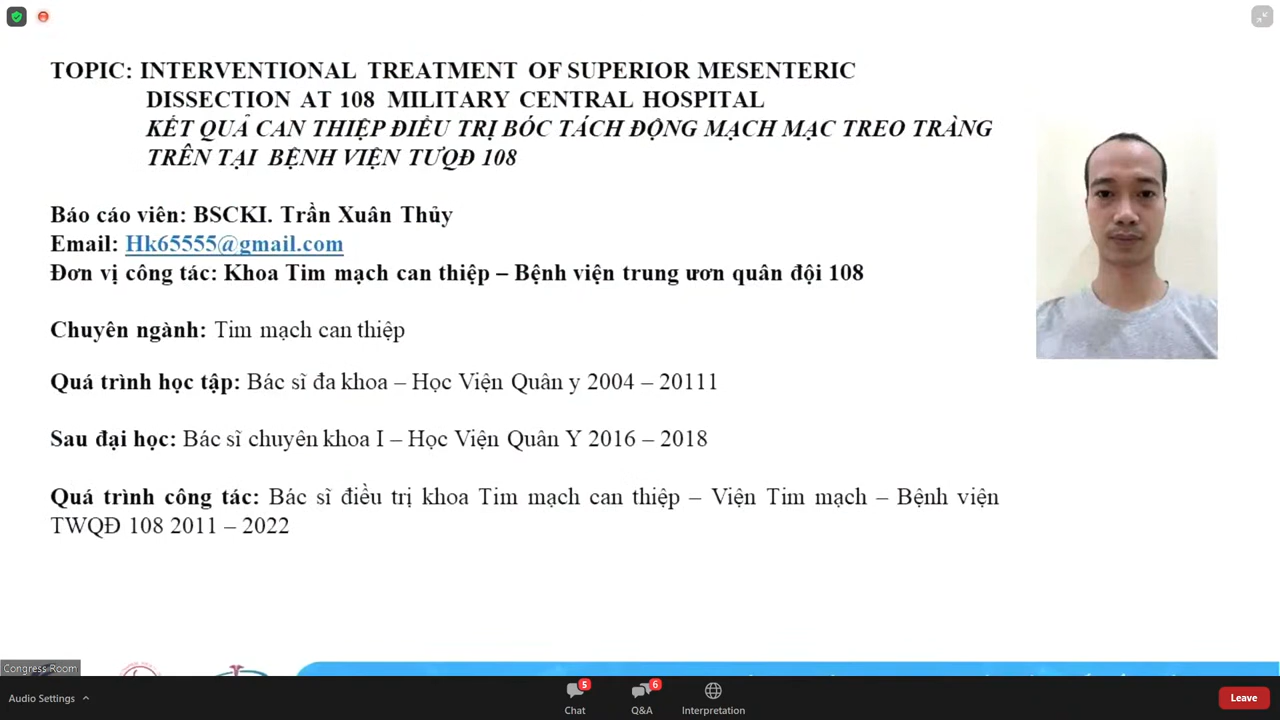 TOPIC: INTERVENTIONAL TREATMENT OF SUPERIOR MESENTERIC
DISSECTION AT 108 MILITARY CENTRAL HOSPITAL
KẾT QUẢ CAN THIỆP ĐIỀU TRỊ BÓC TÁCH ĐỘNG MẠCH MẠC TREO TRÀNG
TRÊN TẠI BỆNH VIỆN TƯQĐ 108
Báo cáo viên: BSCKI. Trần Xuân Thủy
Email: Hk65555@gmail.com
Đơn vị công tác: Khoa Tim mạch can thiệp – Bệnh viện trung ươn quân đội 108
Chuyên ngành: Tim mạch can thiệp
Quá trình học tập: Bác sĩ đa khoa – Học Viện Quân y 2004 – 20111
Sau đại học: Bác sĩ chuyên khoa I – Học Viện Quân Y 2016 – 2018
Quá trình công tác: Bác sĩ điều trị khoa Tim mạch can thiệp – Viện Tim mạch – Bệnh viện
TWQĐ 108 2011 – 2022
Congress Room
Audio Settings
5
Chat
6
Q&A
Interpretation
Leave